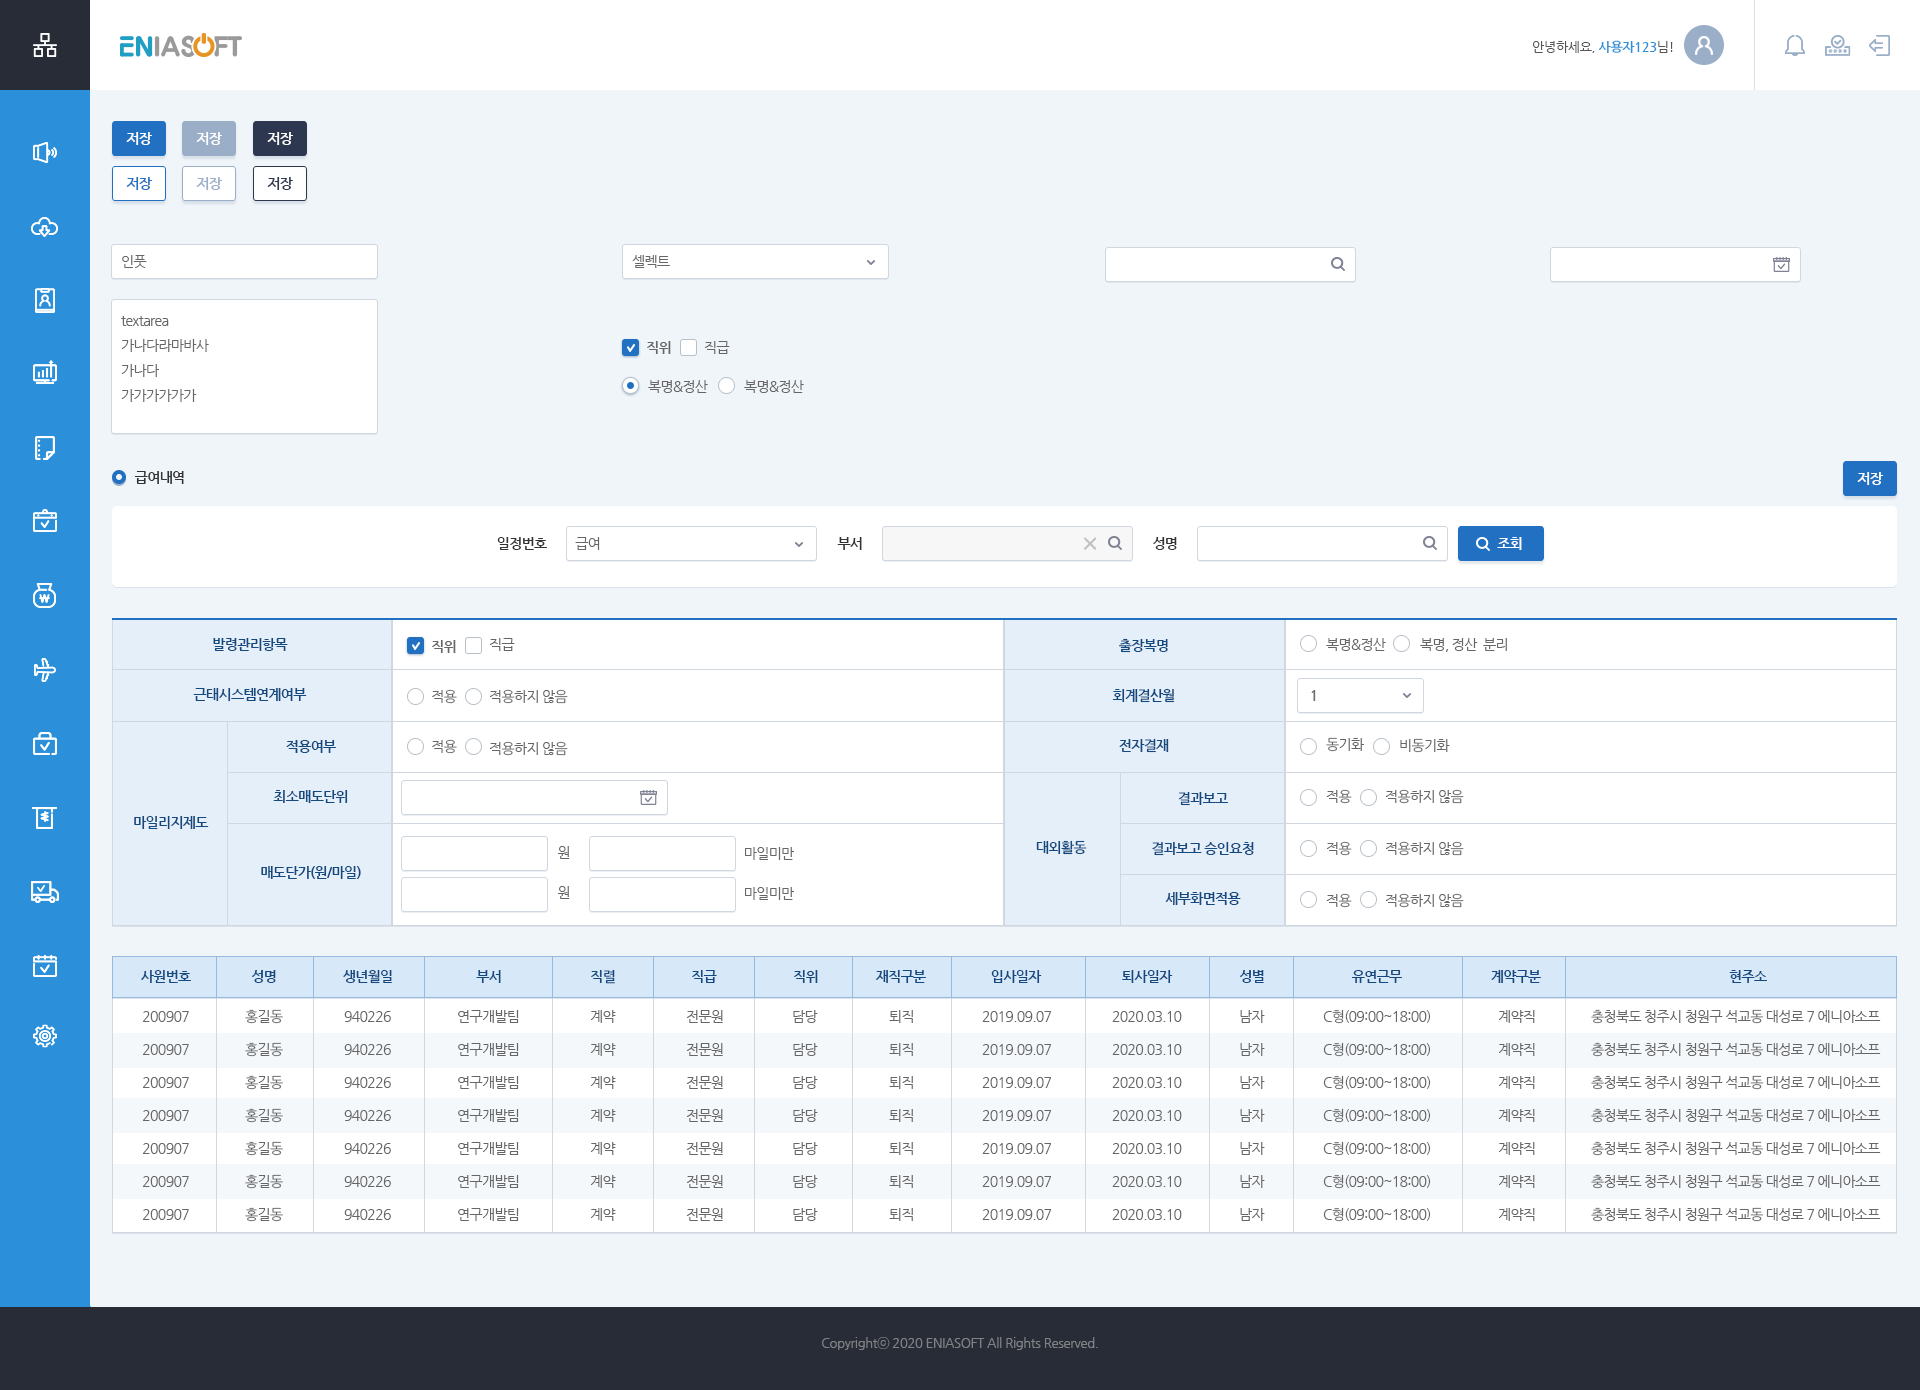 ENIASOFT
안녕하세요, 사용자123님!
저장 저장 저장
저장 저장 저장
인풋 셀렉트
textarea
가나다라마바사
가나다
가가가가가가
직위 직급
복명&정산 복명&정산
급여내역 저장
일정번호 급여 부서 성명 조회
발령관리항목 직위 직급 출장복명 복명&정산 복명, 정산 분리
근태시스템연계여부 적용 적용하지 않음 회계결산월 1
마일리지제도 적용여부 적용 적용하지 않음 전자결재 동기화 비동기화
최소매도단위 대외활동 결과보고 적용 적용하지 않음
매도단가(원/마일) 원 마일미만 결과보고 승인요청 적용 적용하지 않음
원 마일미만 세부화면적용 적용 적용하지 않음
사원번호 성명 생년월일 부서 직렬 직급 직위 재직구분 입사일자 퇴사일자 성별 유연근무 계약구분 현주소
200907 홍길동 940226 연구개발팀 계약 전문원 담당 퇴직 2019.09.07 2020.03.10 남자 C형(09:00~18:00) 계약직 충청북도 청주시 청원구 석교동 대성로 7 에니아소프
200907 홍길동 940226 연구개발팀 계약 전문원 담당 퇴직 2019.09.07 2020.03.10 남자 C형(09:00~18:00) 계약직 충청북도 청주시 청원구 석교동 대성로 7 에니아소프
200907 홍길동 940226 연구개발팀 계약 전문원 담당 퇴직 2019.09.07 2020.03.10 남자 C형(09:00~18:00) 계약직 충청북도 청주시 청원구 석교동 대성로 7 에니아소프
200907 홍길동 940226 연구개발팀 계약 전문원 담당 퇴직 2019.09.07 2020.03.10 남자 C형(09:00~18:00) 계약직 충청북도 청주시 청원구 석교동 대성로 7 에니아소프
200907 홍길동 940226 연구개발팀 계약 전문원 담당 퇴직 2019.09.07 2020.03.10 남자 C형(09:00~18:00) 계약직 충청북도 청주시 청원구 석교동 대성로 7 에니아소프
200907 홍길동 940226 연구개발팀 계약 전문원 담당 퇴직 2019.09.07 2020.03.10 남자 C형(09:00~18:00) 계약직 충청북도 청주시 청원구 석교동 대성로 7 에니아소프
200907 홍길동 940226 연구개발팀 계약 전문원 담당 퇴직 2019.09.07 2020.03.10 남자 C형(09:00~18:00) 계약직 충청북도 청주시 청원구 석교동 대성로 7 에니아소프
Copyrightⓒ 2020 ENIASOFT All Rights Reserved.